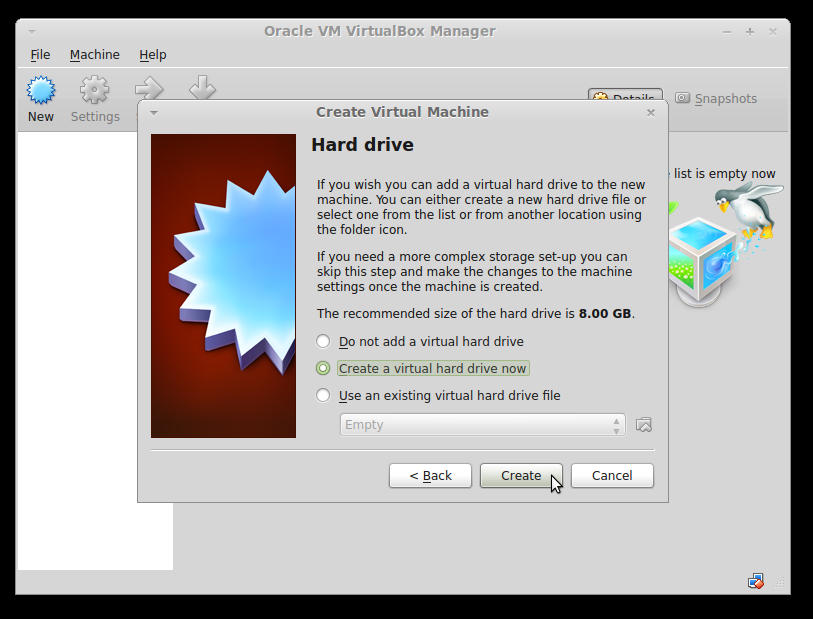 Oracle VM VirtualBox Manager
File Machine Help
New Settings Details Snapshots
list is empty now
Create Virtual Machine
Hard drive
If you wish you can add a virtual hard drive to the new
machine. You can either create a new hard drive file or
select one from the list or from another location using
the folder icon.
If you need a more complex storage set-up you can
skip this step and make the changes to the machine
settings once the machine is created.
The recommended size of the hard drive is 8.00 GB.
Do not add a virtual hard drive
Create a virtual hard drive now
Use an existing virtual hard drive file
Empty
< Back Create Cancel